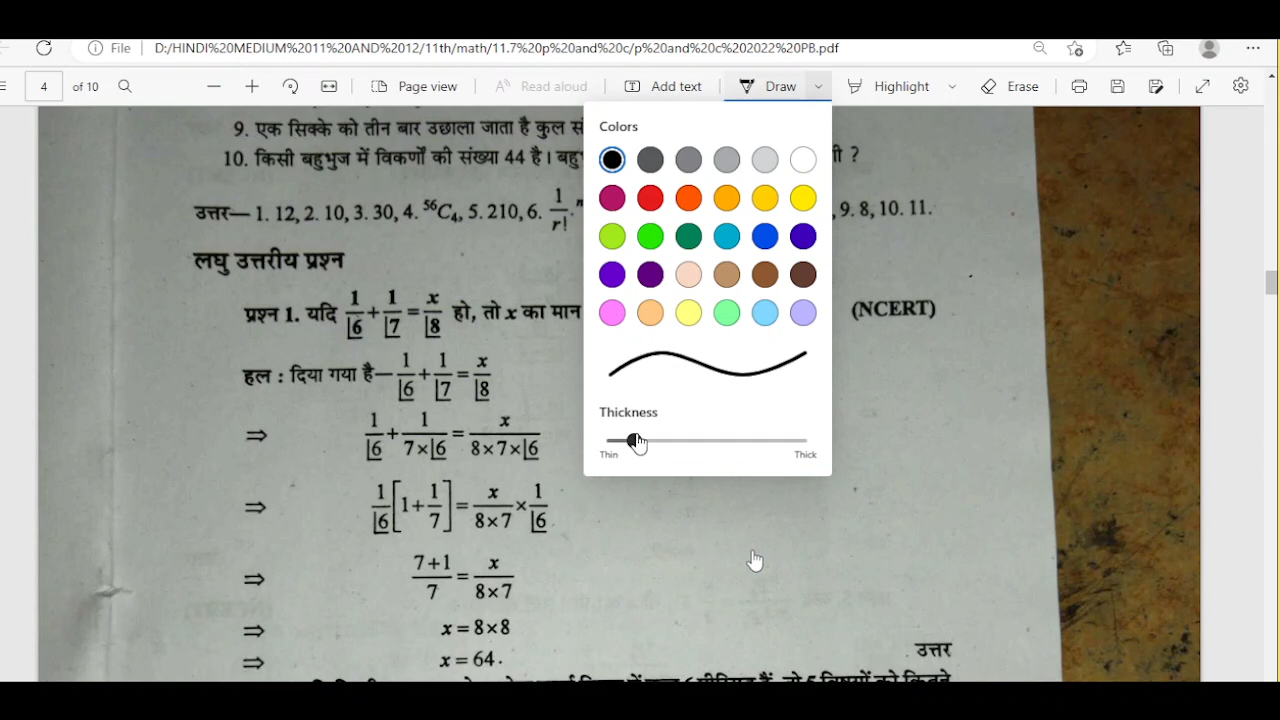 File D:/HINDI%20MEDIUM%2011%20AND%2012/11th/math/11.7%20p%20and%20c/p%20and%20c%202022%20PB.pdf
4 of 10 Page view Read aloud Add text Draw Highlight Erase
Colors
Thickness
Thin Thick
9. एक सिक्के को तीन बार उछाला जाता है कुल
10. किसी बहुभुज में विकर्णों की संख्या 44 है। ?
उत्तर— 1. 12, 2. 10, 3. 30, 4. ⁵⁶C₄, 5. 210, 6. 1/r! . , 9. 8, 10. 11.
लघु उत्तरीय प्रश्न
प्रश्न 1. यदि 1/⌊6 + 1/⌊7 = x/⌊8 हो, तो x का मान (NCERT)
हल : दिया गया है— 1/⌊6 + 1/⌊7 = x/⌊8
⇒ 1/⌊6 + 1/7×⌊6 = x/8×7×⌊6
⇒ 1/⌊6 [1 + 1/7] = x/8×7 × 1/⌊6
⇒ 7+1/7 = x/8×7
⇒ x = 8×8
⇒ x = 64. उत्तर